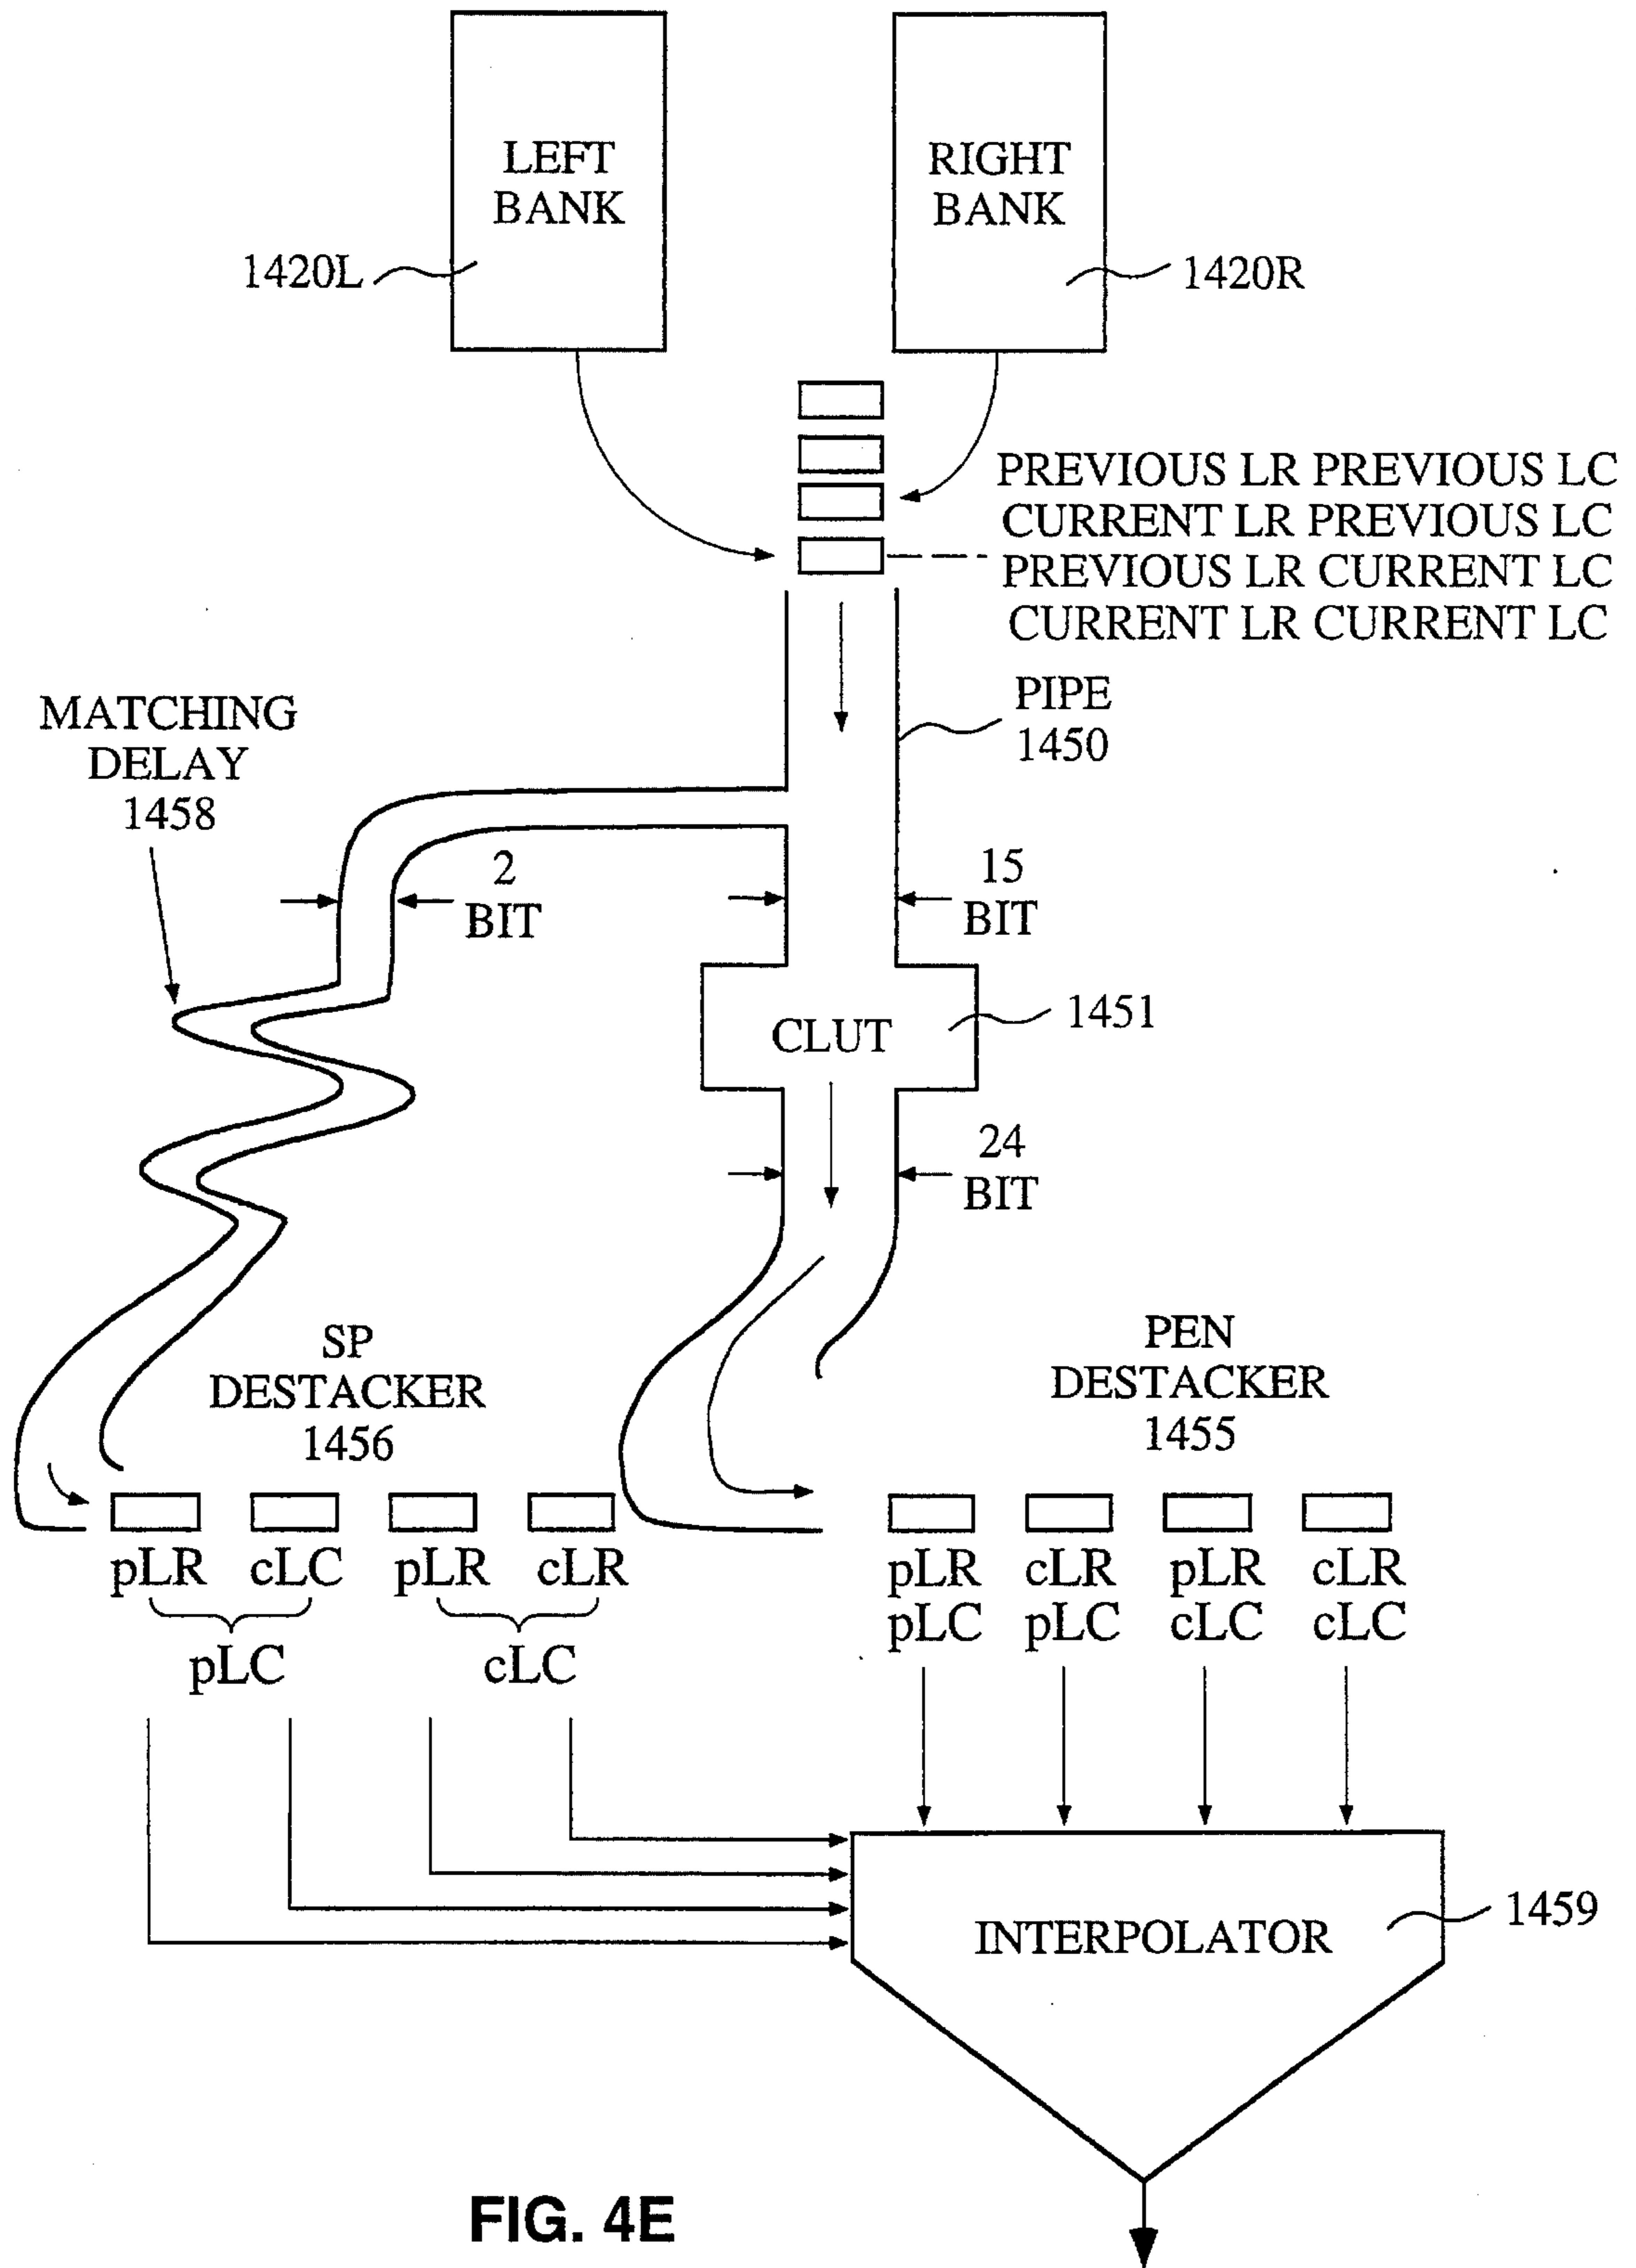 LEFT
BANK
RIGHT
BANK
1420L
1420R
PREVIOUS LR PREVIOUS LC
CURRENT LR PREVIOUS LC
PREVIOUS LR CURRENT LC
CURRENT LR CURRENT LC
PIPE
1450
MATCHING
DELAY
1458
2
BIT
15
BIT
CLUT
1451
24
BIT
SP
DESTACKER
1456
PEN
DESTACKER
1455
pLR cLC pLR cLR
pLC cLC
pLR cLR pLR cLR
pLC pLC cLC cLC
INTERPOLATOR
1459
FIG. 4E